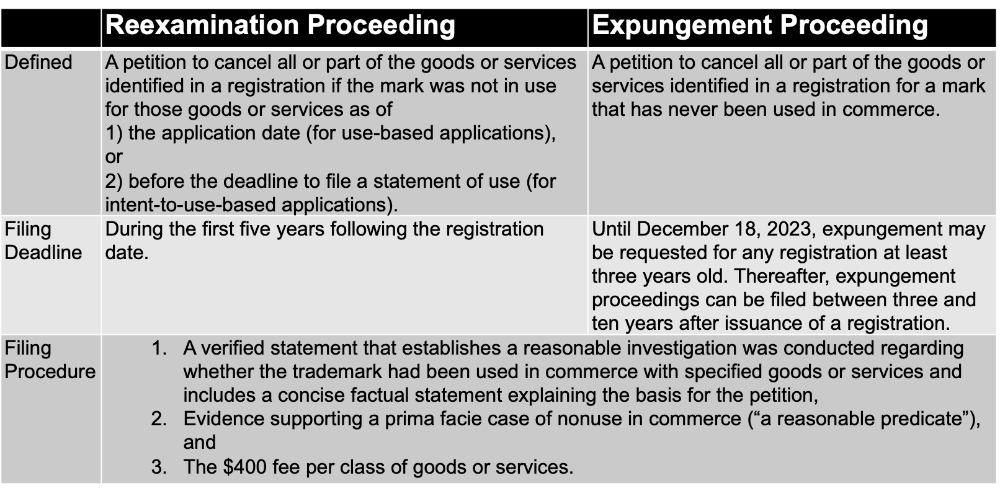 Reexamination Proceeding
Expungement Proceeding
Defined
A petition to cancel all or part of the goods or services
identified in a registration if the mark was not in use
for those goods or services as of
1) the application date (for use-based applications),
or
2) before the deadline to file a statement of use (for
intent-to-use-based applications).
A petition to cancel all or part of the goods or
services identified in a registration for a mark
that has never been used in commerce.
Filing
Deadline
During the first five years following the registration
date.
Until December 18, 2023, expungement may
be requested for any registration at least
three years old. Thereafter, expungement
proceedings can be filed between three and
ten years after issuance of a registration.
Filing
Procedure
1. A verified statement that establishes a reasonable investigation was conducted regarding
whether the trademark had been used in commerce with specified goods or services and
includes a concise factual statement explaining the basis for the petition,
2. Evidence supporting a prima facie case of nonuse in commerce (“a reasonable predicate”),
and
3. The $400 fee per class of goods or services.